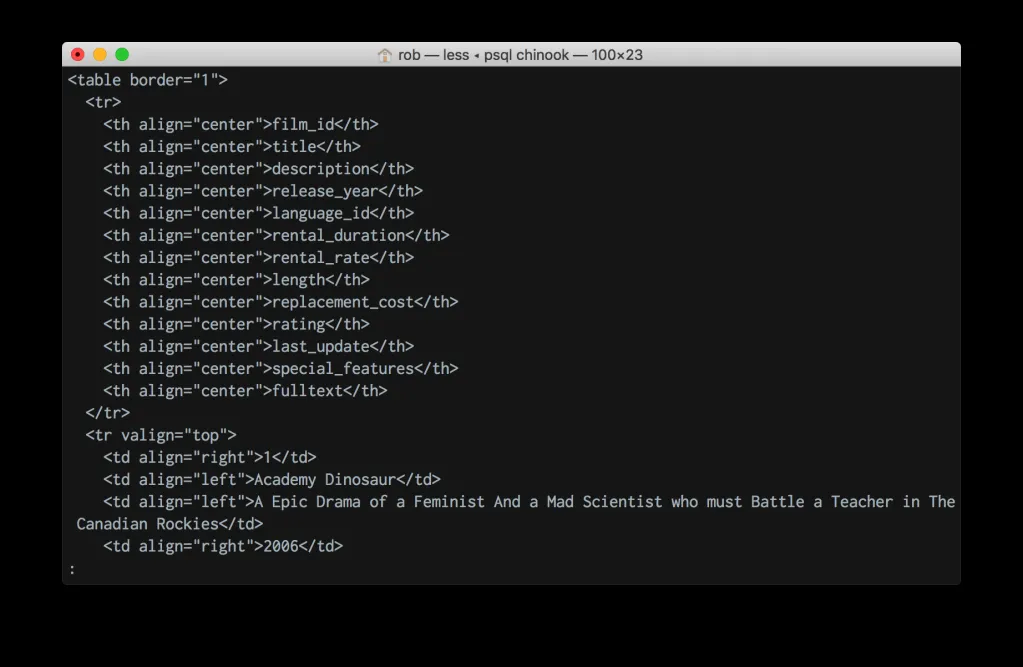 rob — less ◂ psql chinook — 100×23
<table border="1">
  <tr>
    <th align="center">film_id</th>
    <th align="center">title</th>
    <th align="center">description</th>
    <th align="center">release_year</th>
    <th align="center">language_id</th>
    <th align="center">rental_duration</th>
    <th align="center">rental_rate</th>
    <th align="center">length</th>
    <th align="center">replacement_cost</th>
    <th align="center">rating</th>
    <th align="center">last_update</th>
    <th align="center">special_features</th>
    <th align="center">fulltext</th>
  </tr>
  <tr valign="top">
    <td align="right">1</td>
    <td align="left">Academy Dinosaur</td>
    <td align="left">A Epic Drama of a Feminist And a Mad Scientist who must Battle a Teacher in The
 Canadian Rockies</td>
    <td align="right">2006</td>
: